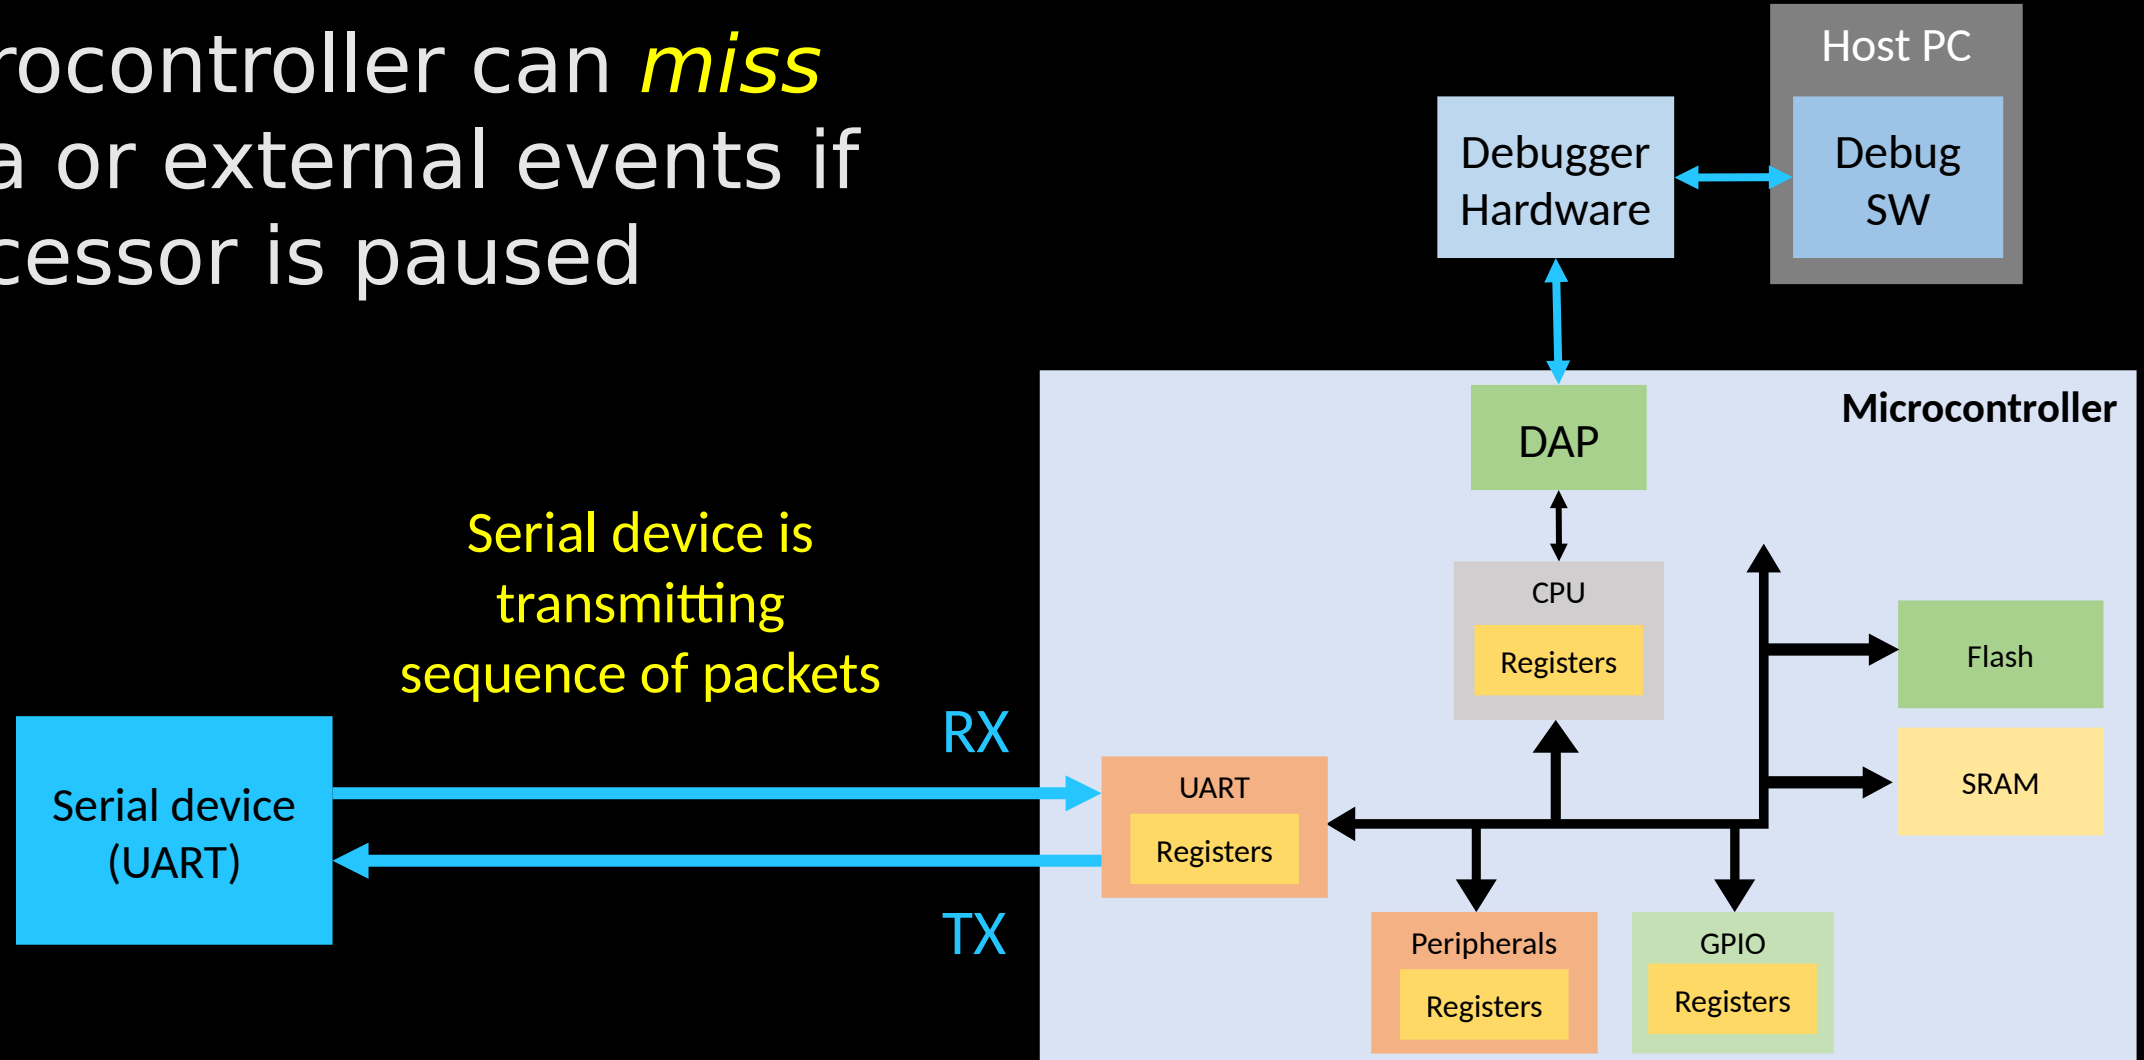 rocontroller can miss
a or external events if
cessor is paused
Host PC
Debugger
Hardware
Debug
SW
Microcontroller
DAP
Serial device is
transmitting
sequence of packets
CPU
Registers
Flash
SRAM
RX
TX
Serial device
(UART)
UART
Registers
Peripherals
Registers
GPIO
Registers